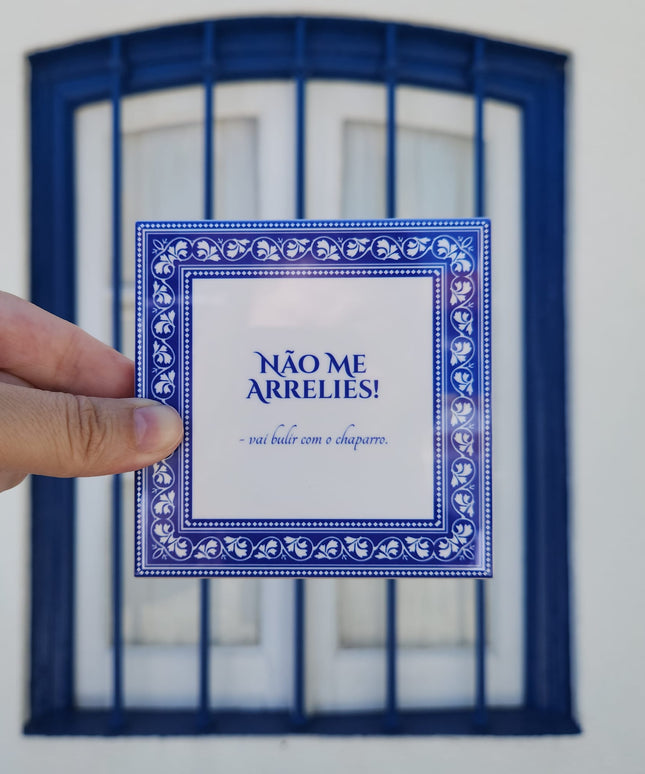 NÃO ME
ARRELIES!
- vai bulir com o chaparro.